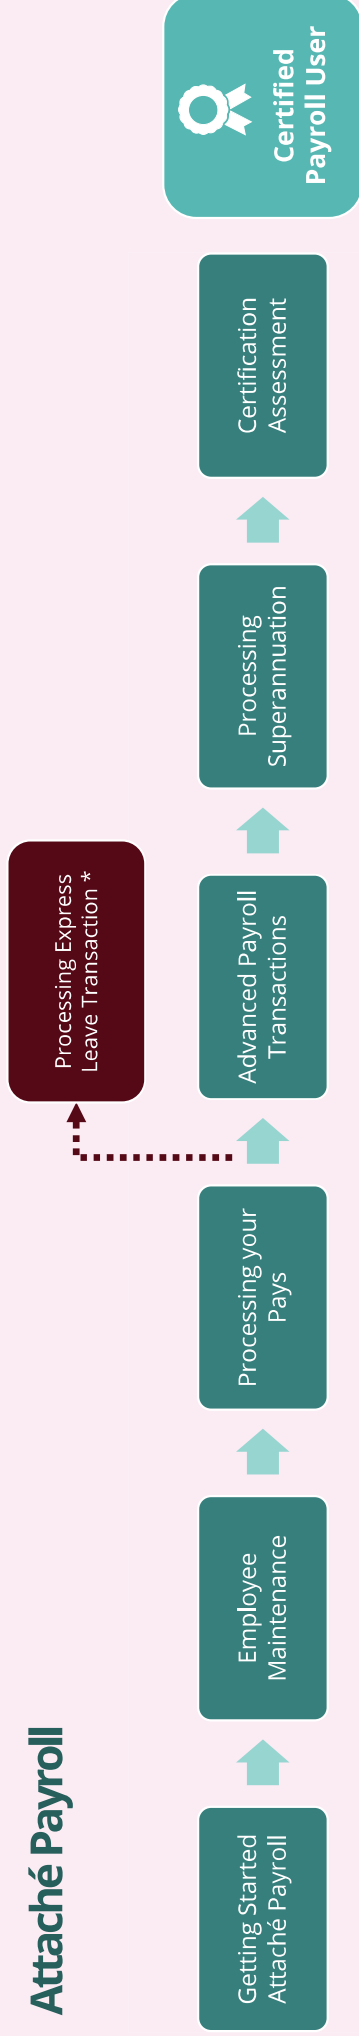 Attaché Payroll
Getting Started
Attaché Payroll
Employee
Maintenance
Processing your
Pays
Processing Express
Leave Transaction *
Advanced Payroll
Transactions
Processing
Superannuation
Certification
Assessment
Certified
Payroll User